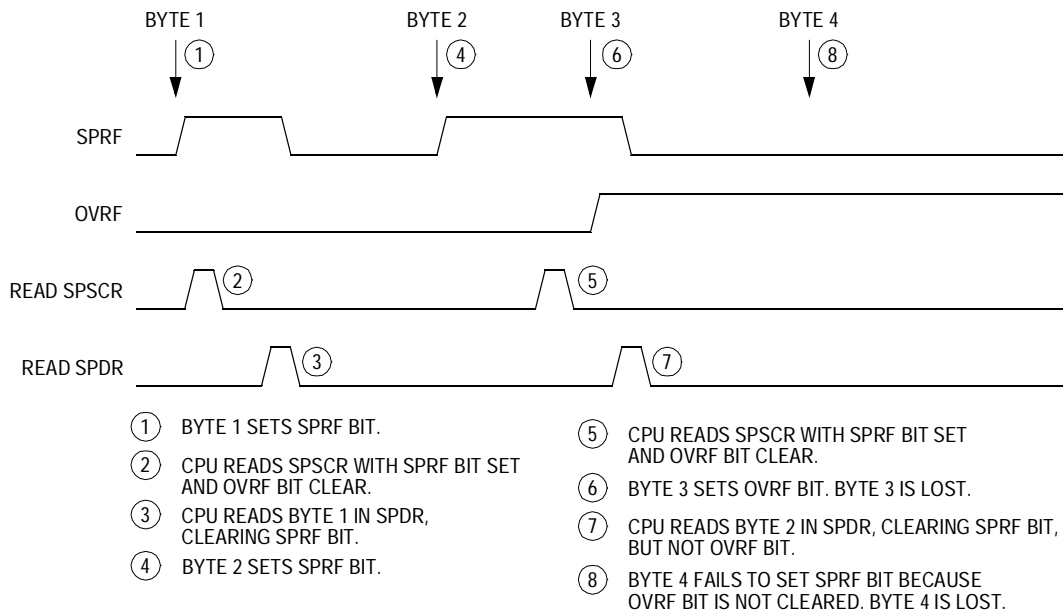 BYTE 1 BYTE 2 BYTE 3 BYTE 4
1 4 6 8
SPRF
OVRF
READ SPSCR 2 5
READ SPDR 3 7
1 BYTE 1 SETS SPRF BIT.
2 CPU READS SPSCR WITH SPRF BIT SET
AND OVRF BIT CLEAR.
3 CPU READS BYTE 1 IN SPDR,
CLEARING SPRF BIT.
4 BYTE 2 SETS SPRF BIT.
5 CPU READS SPSCR WITH SPRF BIT SET
AND OVRF BIT CLEAR.
6 BYTE 3 SETS OVRF BIT. BYTE 3 IS LOST.
7 CPU READS BYTE 2 IN SPDR, CLEARING SPRF BIT,
BUT NOT OVRF BIT.
8 BYTE 4 FAILS TO SET SPRF BIT BECAUSE
OVRF BIT IS NOT CLEARED. BYTE 4 IS LOST.